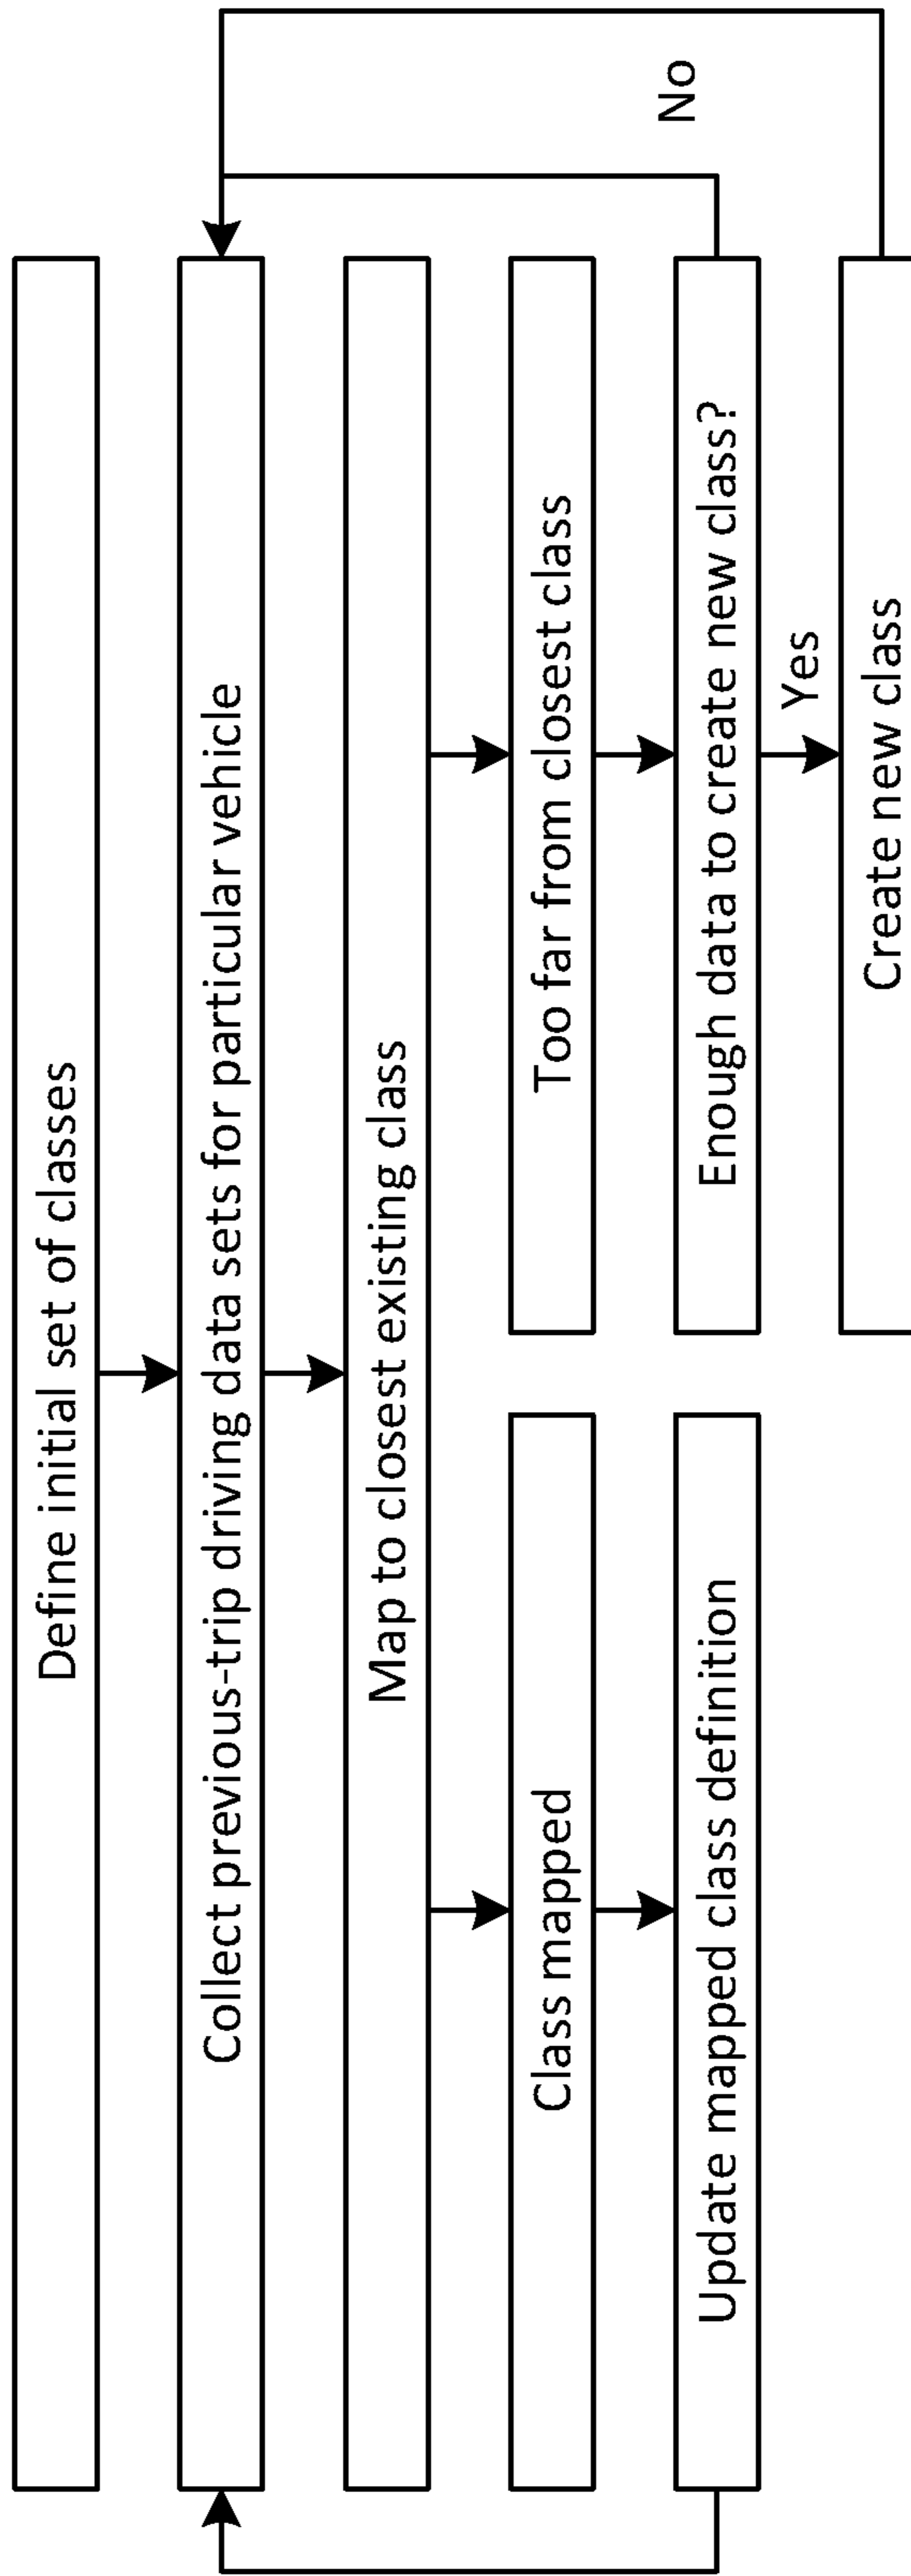 Define initial set of classes
Collect previous-trip driving data sets for particular vehicle
Map to closest existing class
Class mapped
Too far from closest class
Update mapped class definition
Enough data to create new class?
No
Yes
Create new class